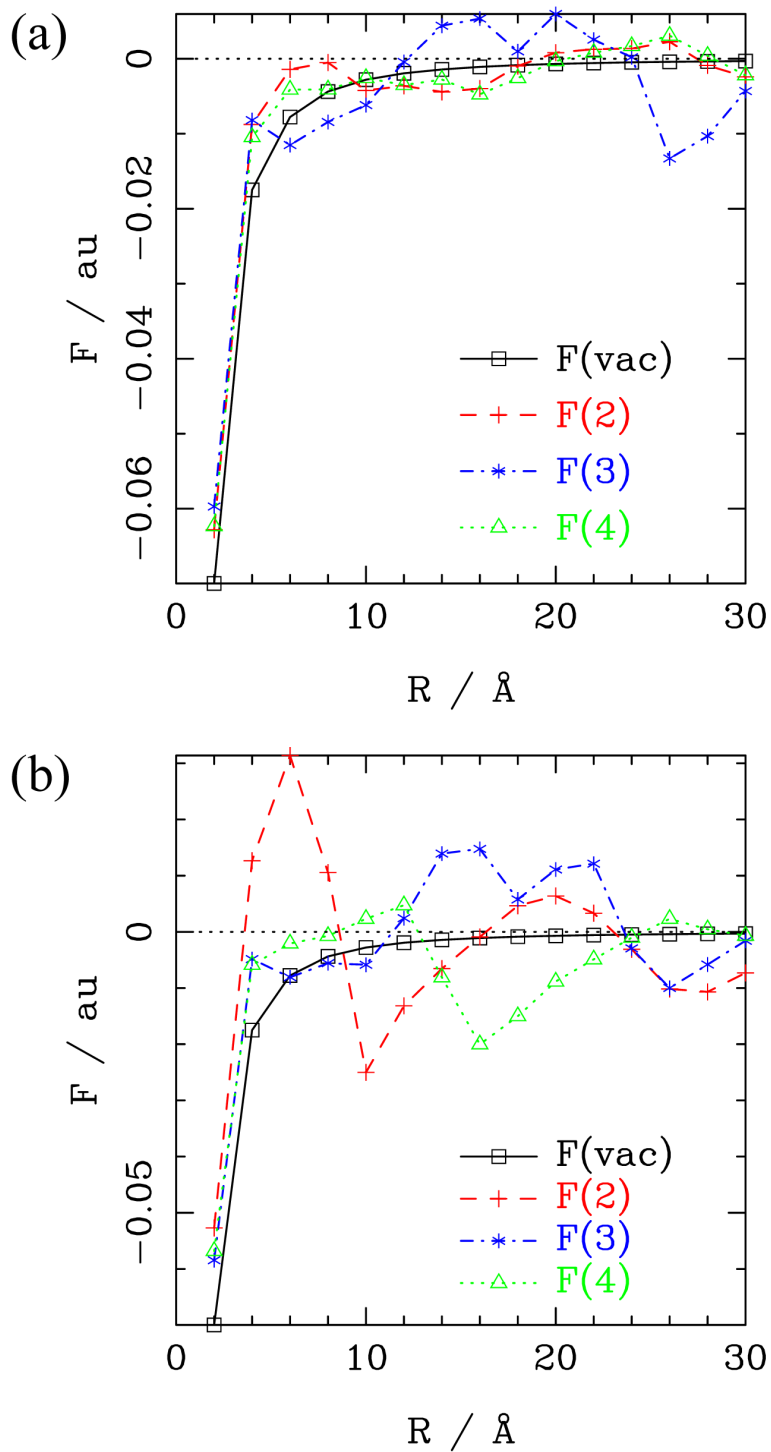 (a)
0
−0.02
−0.04
−0.06
F / au
F(vac)
F(2)
F(3)
F(4)
0 10 20 30
R / Å
(b)
0
−0.05
F / au
F(vac)
F(2)
F(3)
F(4)
0 10 20 30
R / Å